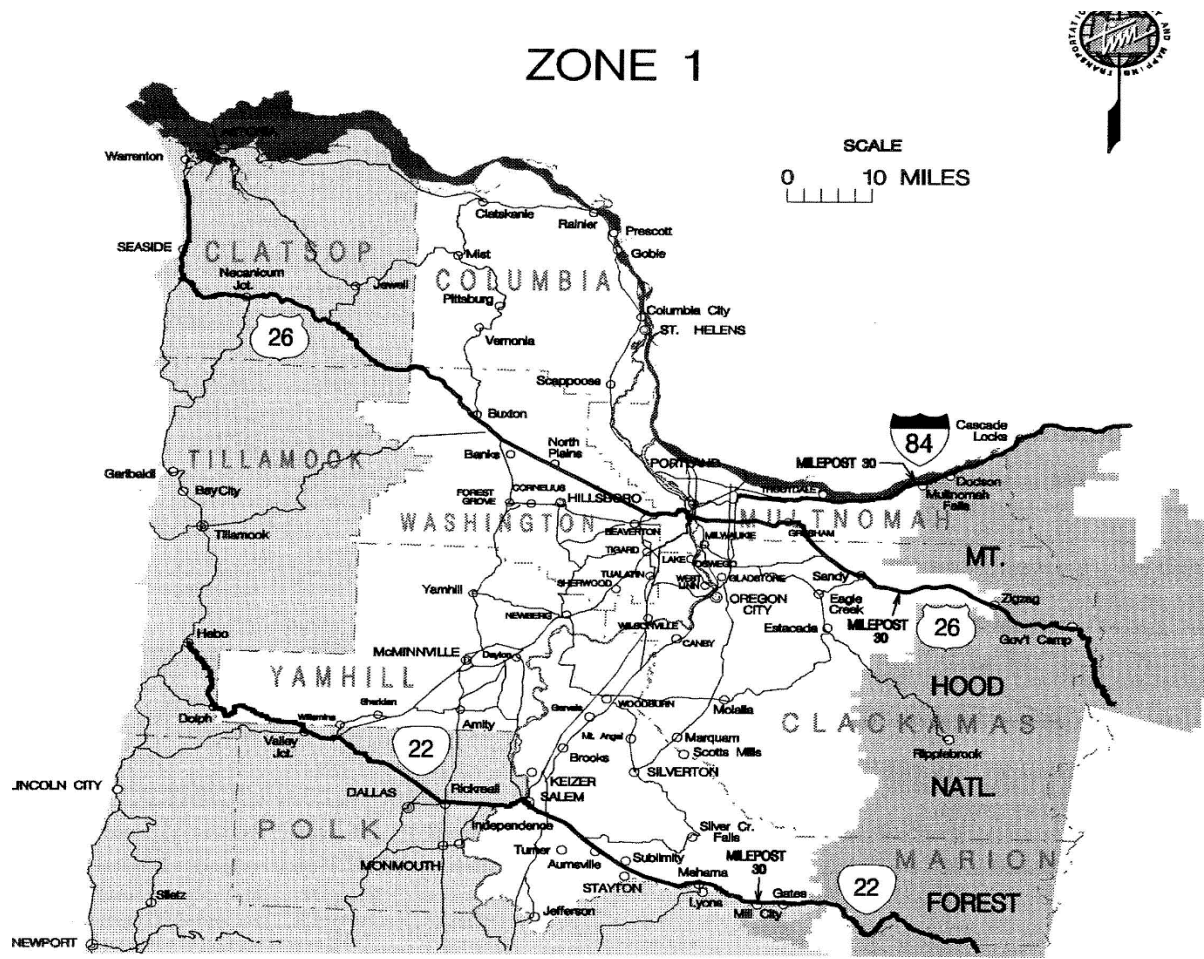 ZONE 1
TRANSPORTATION
AND MAPPING
tim
SCALE
0 10 MILES
ASTORIA
Warrenton
Clatskanie
Rainier
Prescott
Goble
SEASIDE
CLATSOP
Necanicum
Jct.
Jewell
Mist
COLUMBIA
Pittsburg
Columbia City
ST. HELENS
26
Vernonia
Scappoose
Buxton
Cascade
Locks
84
TILLAMOOK
Garibaldi
Bay City
Banks
North
Plains
PORTLAND
MILEPOST 30
Dodson
Multnomah
Falls
TROUTDALE
FOREST
GROVE
CORNELIUS
HILLSBORO
WASHINGTON
MULTNOMAH
Tillamook
BEAVERTON
MILWAUKIE
GRESHAM
TIGARD
LAKE
OSWEGO
MT.
TUALATIN
SHERWOOD
WEST
LINN
GLADSTONE
Sandy
Yamhill
OREGON
CITY
Eagle
Creek
Zigzag
NEWBERG
WILSONVILLE
Estacada
MILEPOST
30
26
Gov't Camp
Hebo
CANBY
McMINNVILLE
Dayton
YAMHILL
HOOD
Dolph
Willamina
Sheridan
Amity
Gervais
WOODBURN
Molalla
CLACKAMAS
Valley
Jct.
22
Mt. Angel
Marquam
Scotts Mills
Ripplebrook
Brooks
LINCOLN CITY
KEIZER
SILVERTON
NATL.
DALLAS
Rickreall
SALEM
POLK
Independence
Silver Cr.
Falls
MONMOUTH
Turner
Aumsville
Sublimity
MILEPOST
30
MARION
STAYTON
Mehama
Siletz
Lyons
Mill City
Gates
22
FOREST
Jefferson
NEWPORT